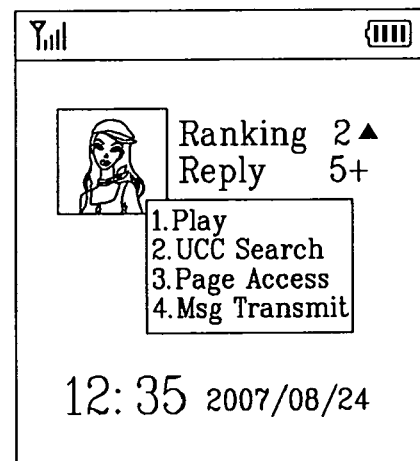 Ranking 2▲
Reply 5+
1.Play
2.UCC Search
3.Page Access
4.Msg Transmit
12:35 2007/08/24